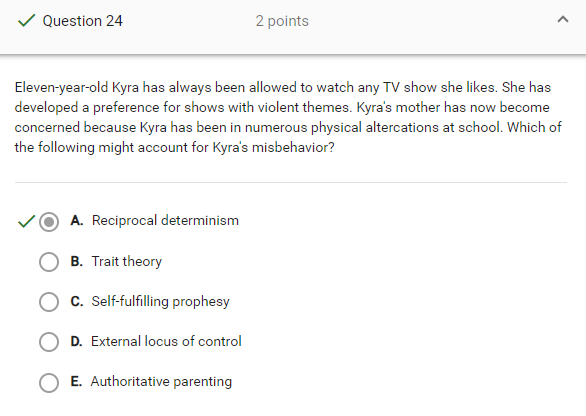 Question 24
2 points
Eleven-year-old Kyra has always been allowed to watch any TV show she likes. She has
developed a preference for shows with violent themes. Kyra's mother has now become
concerned because Kyra has been in numerous physical altercations at school. Which of
the following might account for Kyra's misbehavior?
A. Reciprocal determinism
B. Trait theory
C. Self-fulfilling prophesy
D. External locus of control
E. Authoritative parenting